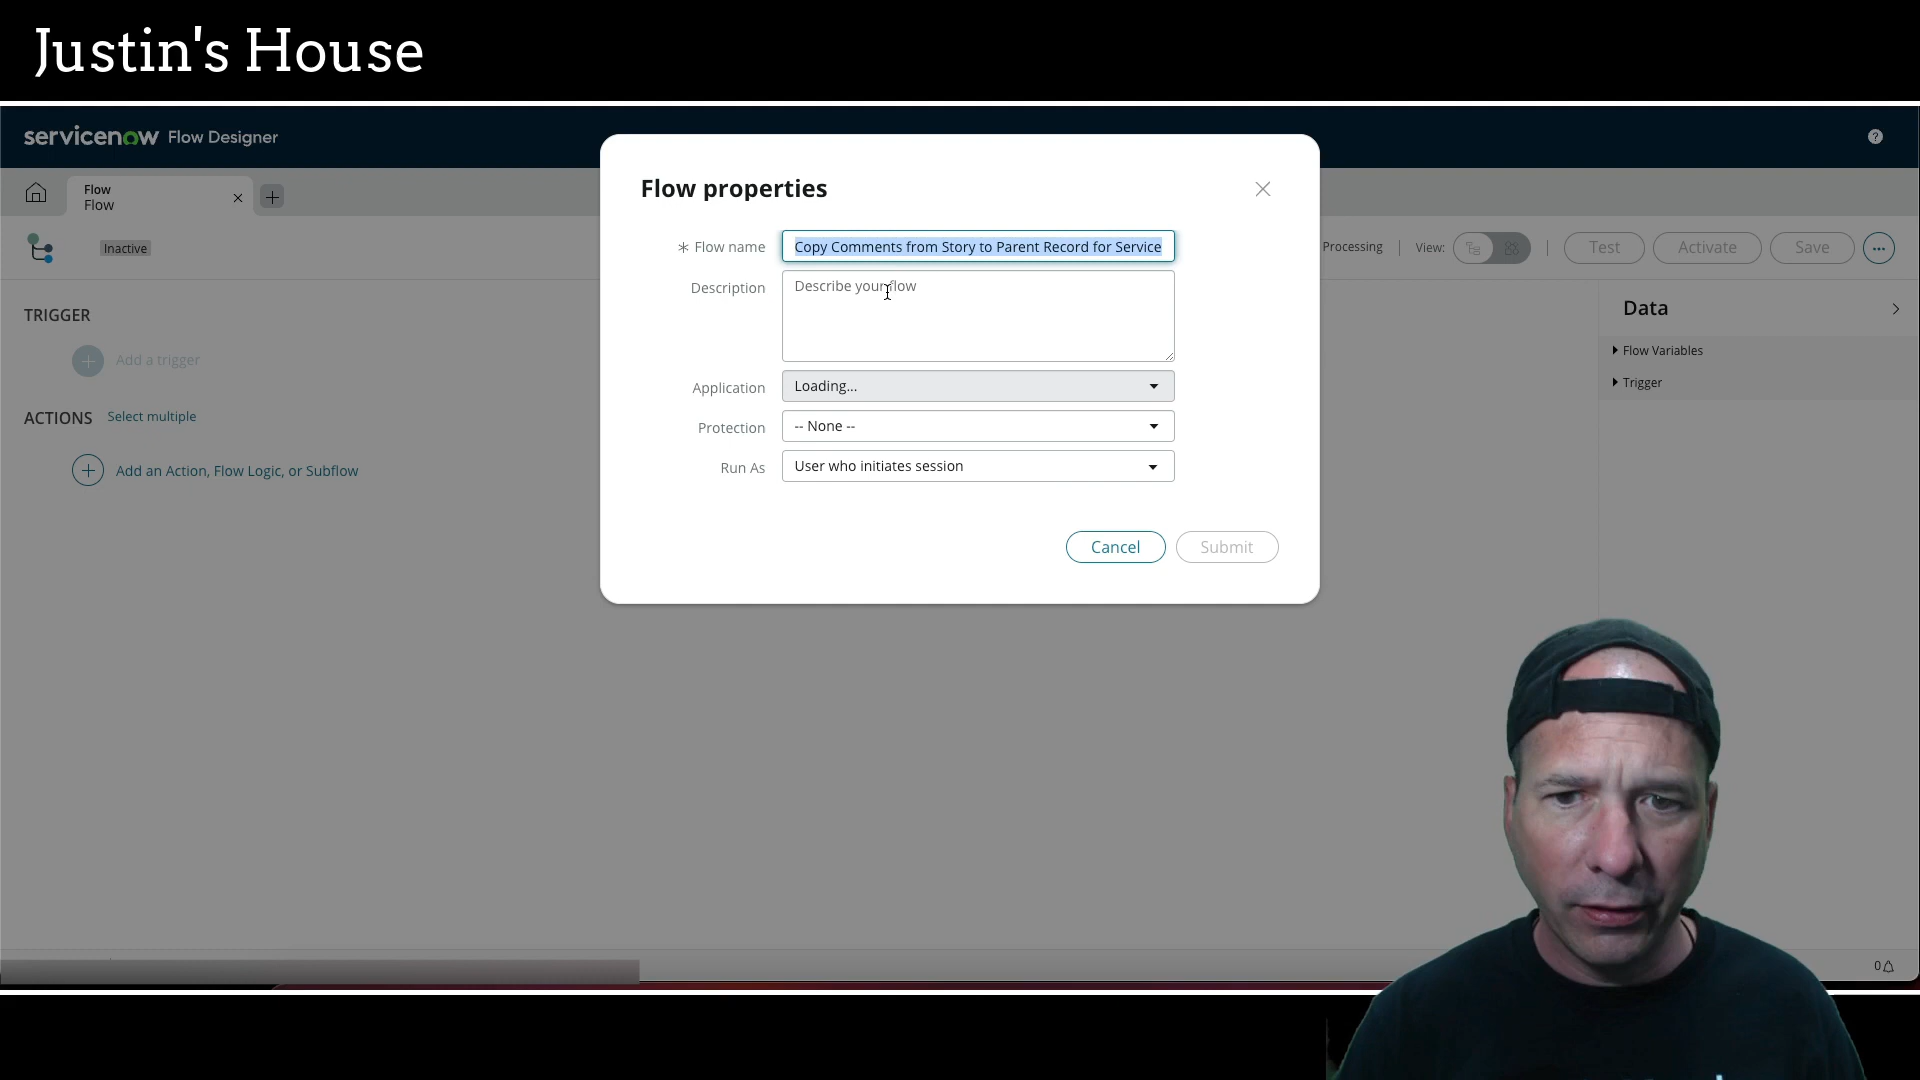 Justin's House
servicenow Flow Designer
?
Flow
Flow
Inactive
Processing
View:
Test
Activate
Save
TRIGGER
Add a trigger
ACTIONS Select multiple
Add an Action, Flow Logic, or Subflow
Flow properties
Flow name Copy Comments from Story to Parent Record for Service
Description Describe your flow
Application Loading...
Protection -- None --
Run As User who initiates session
Cancel Submit
Data
Flow Variables
Trigger
0